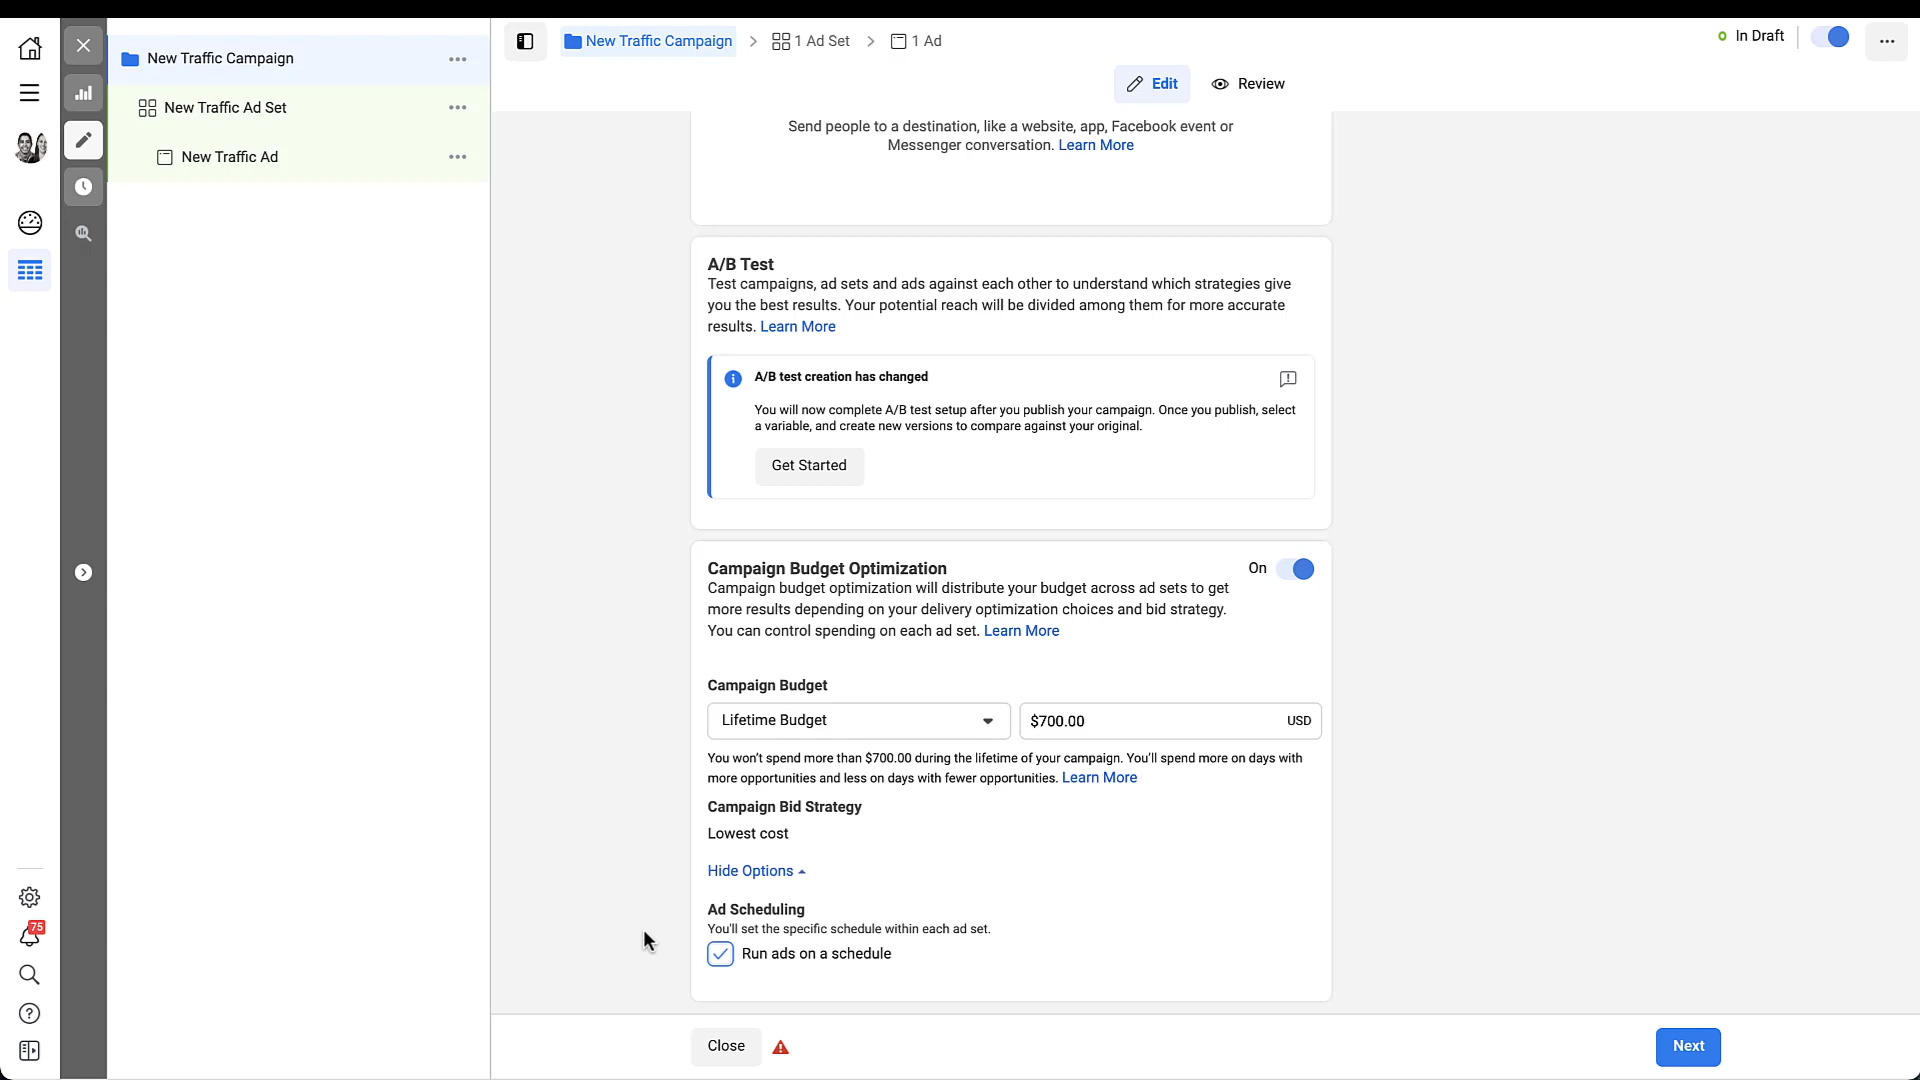 New Traffic Campaign
New Traffic Ad Set
New Traffic Ad
New Traffic Campaign
1 Ad Set
1 Ad
In Draft
Edit
Review
Send people to a destination, like a website, app, Facebook event or
Messenger conversation. Learn More
A/B Test
Test campaigns, ad sets and ads against each other to understand which strategies give
you the best results. Your potential reach will be divided among them for more accurate
results. Learn More
A/B test creation has changed
You will now complete A/B test setup after you publish your campaign. Once you publish, select
a variable, and create new versions to compare against your original.
Get Started
Campaign Budget Optimization
On
Campaign budget optimization will distribute your budget across ad sets to get
more results depending on your delivery optimization choices and bid strategy.
You can control spending on each ad set. Learn More
Campaign Budget
Lifetime Budget
$700.00
USD
You won't spend more than $700.00 during the lifetime of your campaign. You'll spend more on days with
more opportunities and less on days with fewer opportunities. Learn More
Campaign Bid Strategy
Lowest cost
Hide Options
Ad Scheduling
You'll set the specific schedule within each ad set.
Run ads on a schedule
75
Close
Next